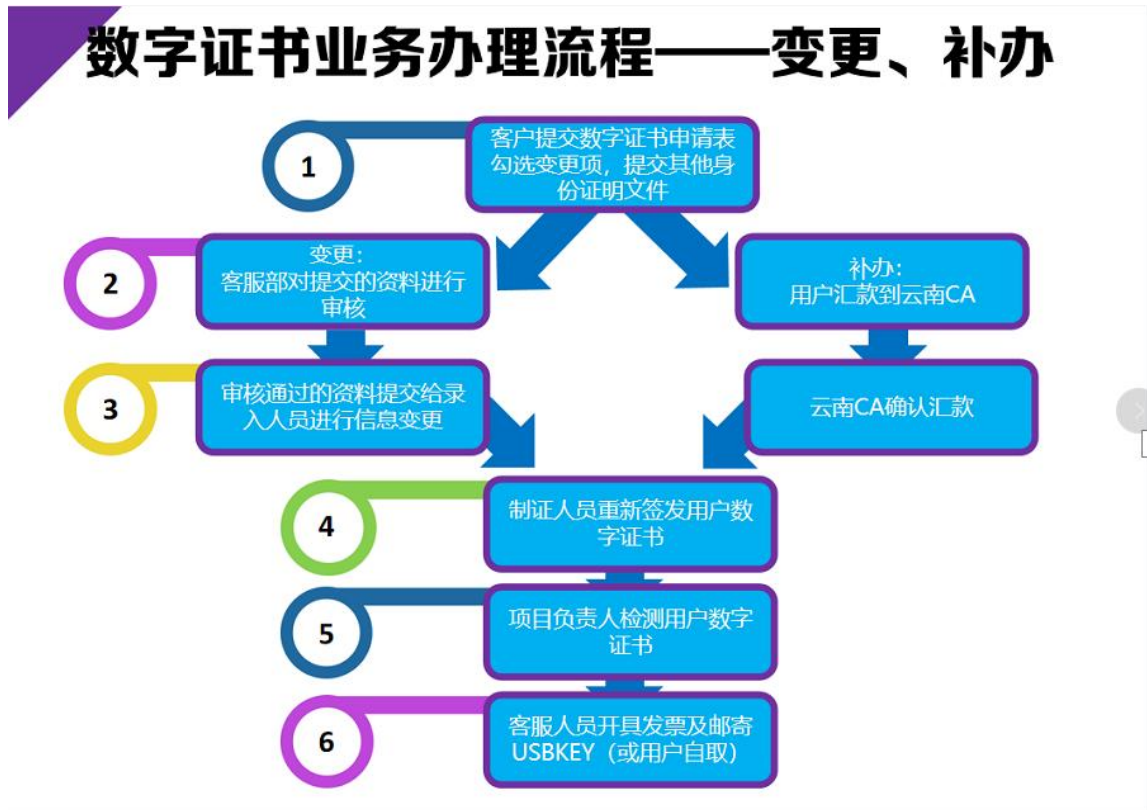 数字证书业务办理流程——变更、补办
1
客户提交数字证书申请表
勾选变更项，提交其他身
份证明文件
2
变更：
客服部对提交的资料进行
审核
补办：
用户汇款到云南CA
3
审核通过的资料提交给录
入人员进行信息变更
云南CA确认汇款
4
制证人员重新签发用户数
字证书
5
项目负责人检测用户数字
证书
6
客服人员开具发票及邮寄
USBKEY（或用户自取）